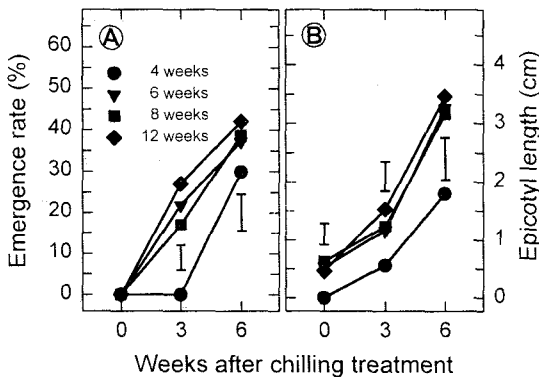 A
B
60
50
40
30
20
10
0
Emergence rate (%)
4 weeks
6 weeks
8 weeks
12 weeks
4
3
2
1
0
Epicotyl length (cm)
0 3 6
0 3 6
Weeks after chilling treatment